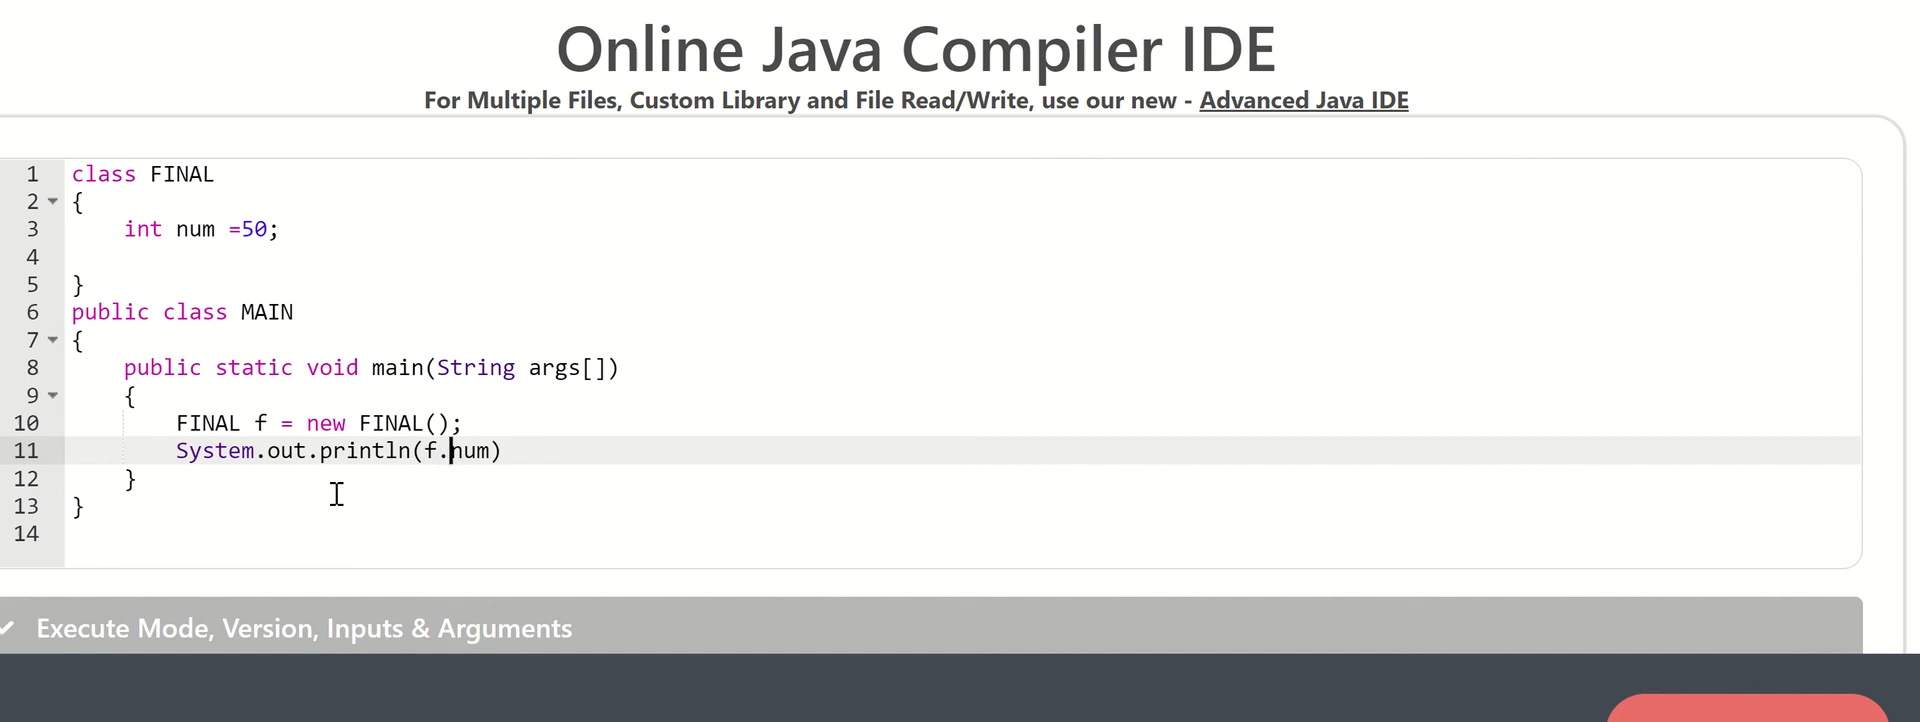 Online Java Compiler IDE
For Multiple Files, Custom Library and File Read/Write, use our new - Advanced Java IDE
1 class FINAL
2 {
3     int num =50;
4
5 }
6 public class MAIN
7 {
8     public static void main(String args[])
9     {
10         FINAL f = new FINAL();
11         System.out.println(f.num)
12     }
13 }
14
Execute Mode, Version, Inputs & Arguments